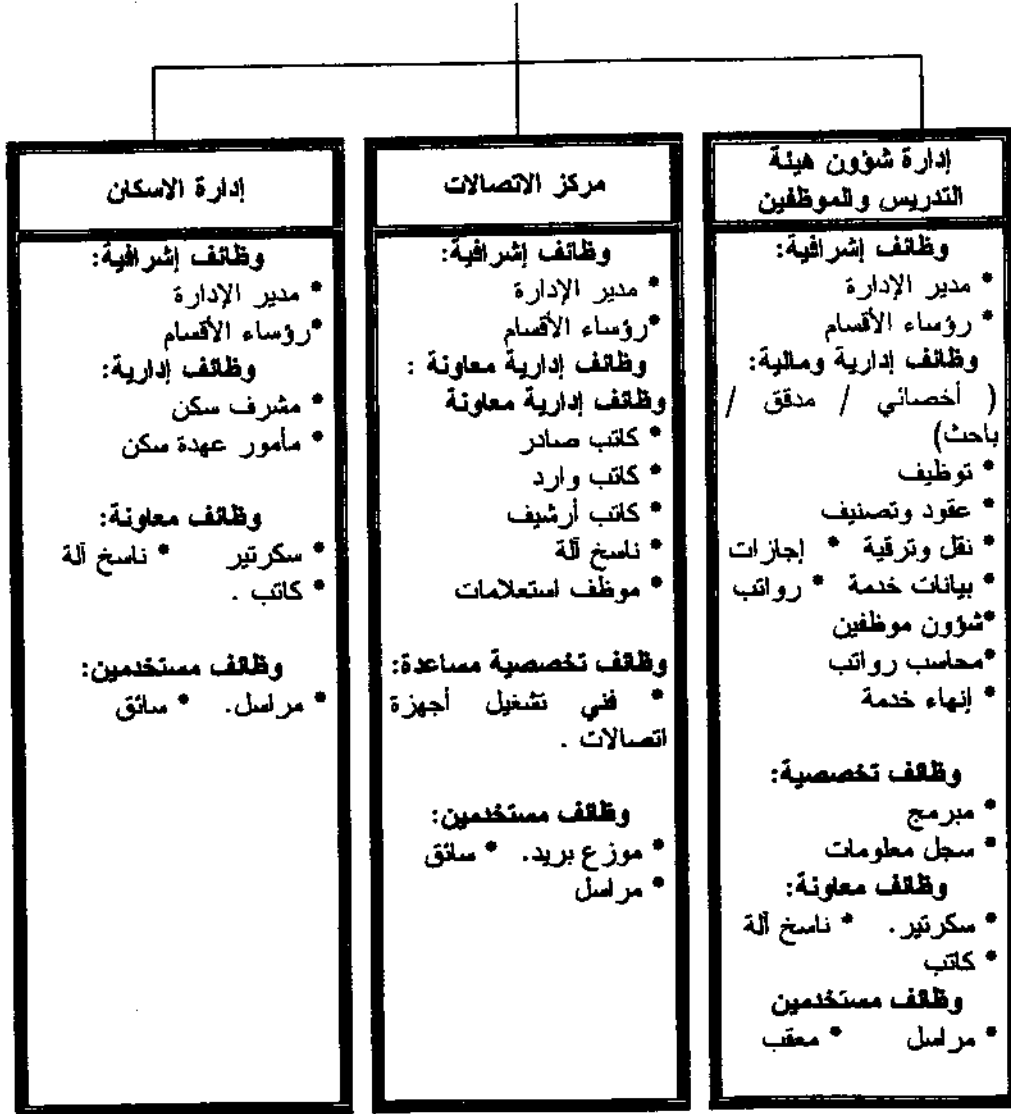 إدارة شؤون هيئة
التدريس والموظفين
وظائف إشرافية:
* مدير الإدارة
* رؤساء الأقسام
وظائف إدارية ومالية:
( أخصائي / مدقق /
باحث)
* توظيف
* عقود وتصنيف
* نقل وترقية * إجازات
* بيانات خدمة * رواتب
*شؤون موظفين
*محاسب رواتب
* إنهاء خدمة
وظائف تخصصية:
* مبرمج
* سجل معلومات
وظائف معاونة:
* سكرتير. * ناسخ آلة
* كاتب
وظائف مستخدمين
* مراسل * معقب
مركز الاتصالات
وظائف إشرافية:
* مدير الإدارة
*رؤساء الأقسام
وظائف إدارية معاونة :
وظائف إدارية معاونة
* كاتب صادر
* كاتب وارد
* كاتب أرشيف
* ناسخ آلة
* موظف استعلامات
وظائف تخصصية مساعدة:
* فني تشغيل أجهزة
اتصالات .
وظائف مستخدمين:
* موزع بريد. * سائق
* مراسل
إدارة الاسكان
وظائف إشرافية:
* مدير الإدارة
*رؤساء الأقسام
وظائف إدارية:
* مشرف سكن
* مأمور عهدة سكن
وظائف معاونة:
* سكرتير * ناسخ آلة
* كاتب .
وظائف مستخدمين:
* مراسل. * سائق